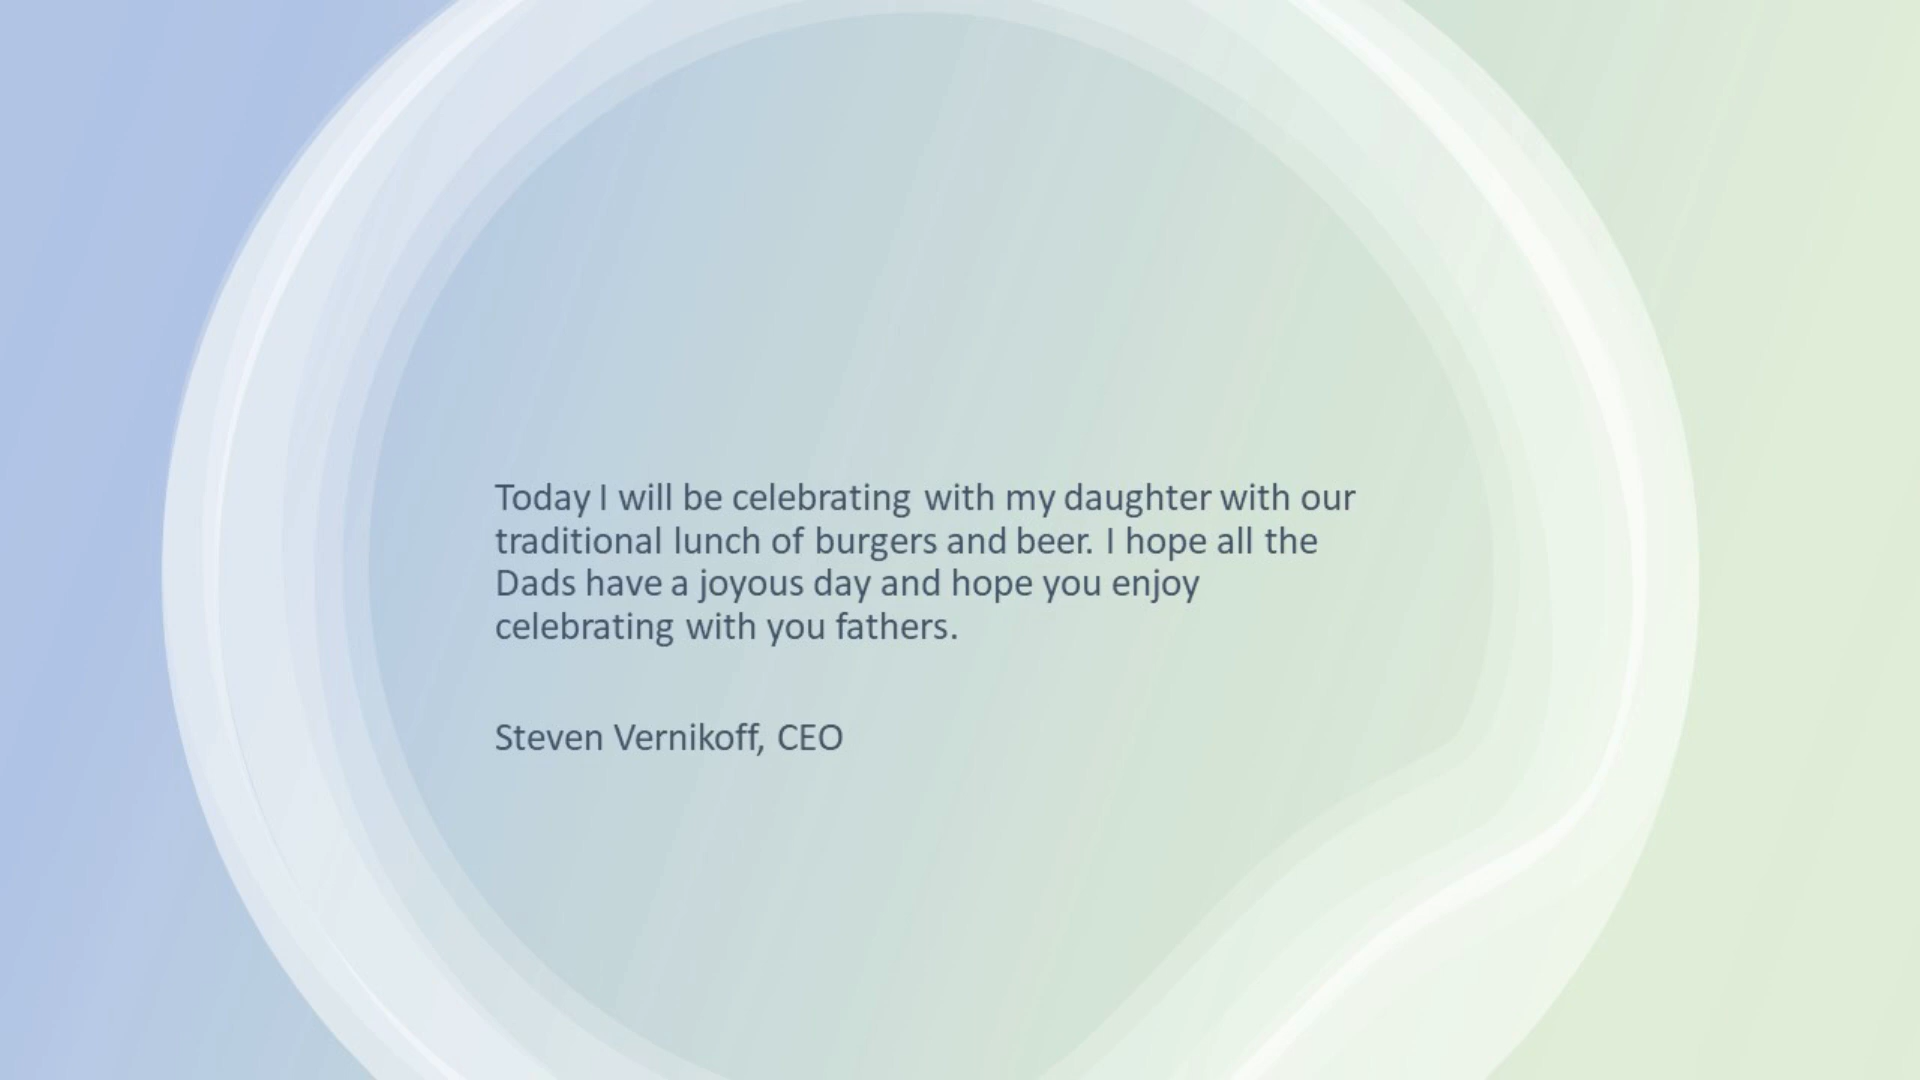 Today I will be celebrating with my daughter with our
traditional lunch of burgers and beer. I hope all the
Dads have a joyous day and hope you enjoy
celebrating with you fathers.
Steven Vernikoff, CEO